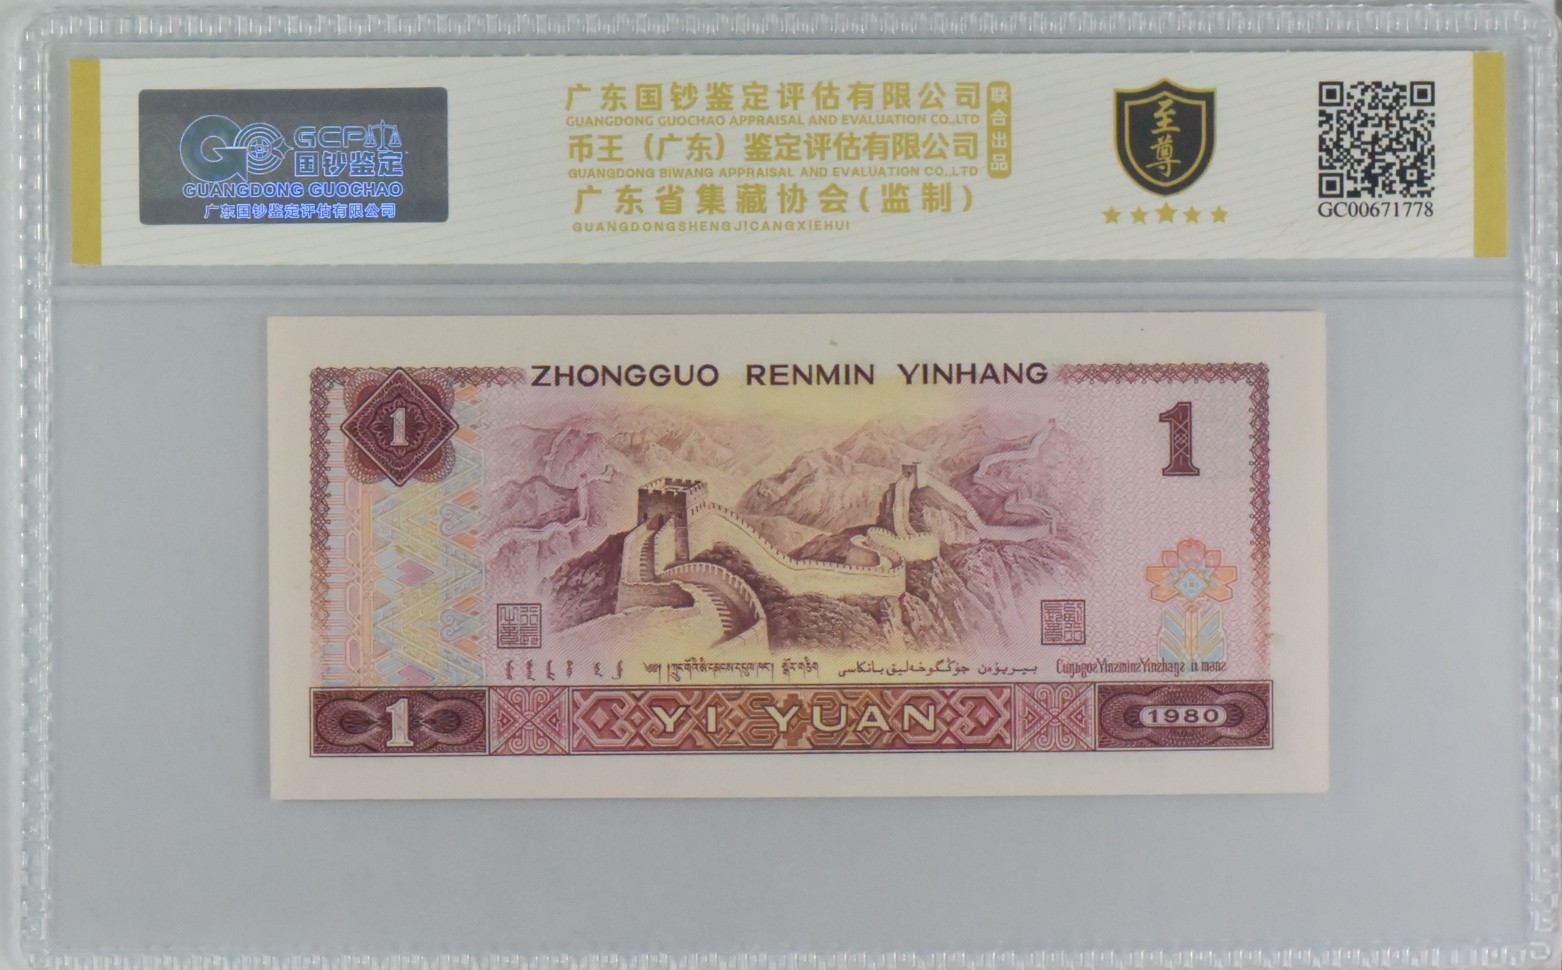 GCP
国钞鉴定
GUANGDONG GUOCHAO
广东国钞鉴定评估有限公司
广东国钞鉴定评估有限公司
GUANGDONG GUOCHAO APPRAISAL AND EVALUATION CO.,LTD
币王（广东）鉴定评估有限公司
GUANGDONG BIWANG APPRAISAL AND EVALUATION CO.,LTD
广东省集藏协会(监制)
GUANGDONGSHENGJICANGXIEHUI
联合出品
至尊
GC00671778
ZHONGGUO RENMIN YINHANG
1
1
جۇڭگو خەلىق بانكىسى
1
YI YUAN
1980